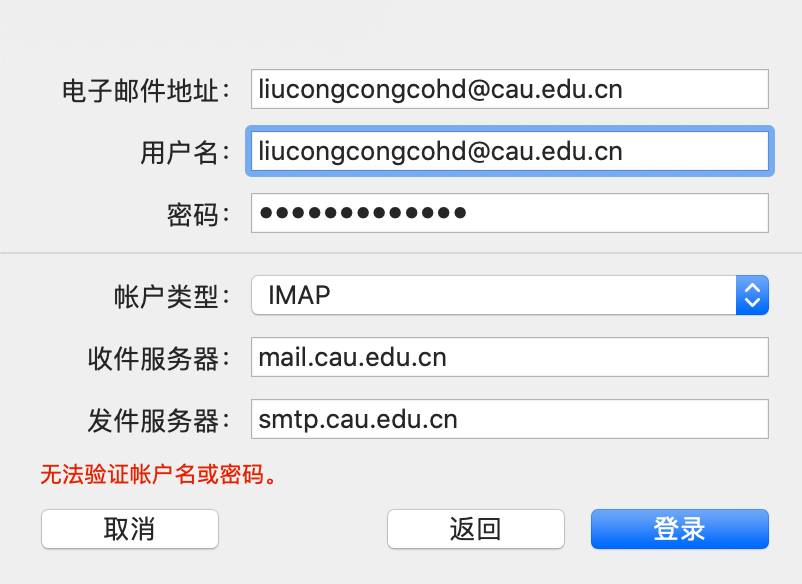 电子邮件地址： liucongcongcohd@cau.edu.cn
用户名： liucongcongcohd@cau.edu.cn
密码： •••••••••••••
帐户类型： IMAP
收件服务器： mail.cau.edu.cn
发件服务器： smtp.cau.edu.cn
无法验证帐户名或密码。
取消 返回 登录